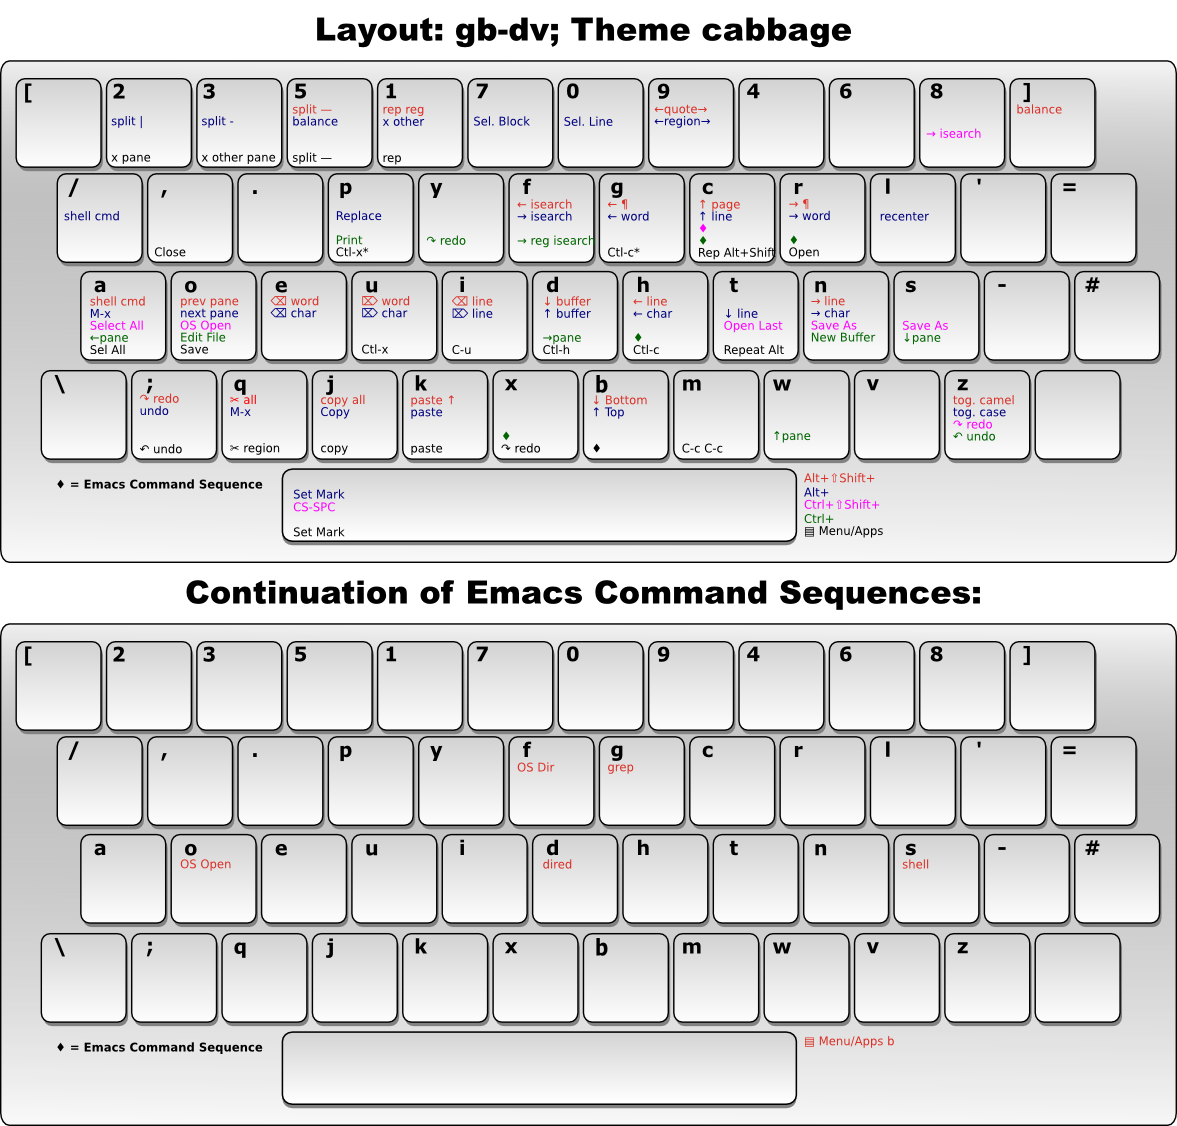 Layout: gb-dv; Theme cabbage
[ 2 3 5 1 7 0 9 4 6 8 ]
split — rep reg ←quote→ balance
split | split - balance x other Sel. Block Sel. Line ←region→
→ isearch
x pane x other pane split — rep
/ , . p y f g c r l ' =
← isearch ← ¶ ↑ page → ¶
shell cmd Replace → isearch ← word ↑ line → word recenter
♦
Print ↷ redo → reg isearch ♦ ♦
Close Ctl-x* Ctl-c* Rep Alt+Shift Open
a o e u i d h t n s - #
shell cmd prev pane ⌫ word ⌦ word ⌫ line ↓ buffer ← line → line
M-x next pane ⌫ char ⌦ char ⌦ line ↑ buffer ← char ↓ line → char
Select All OS Open Open Last Save As Save As
←pane Edit File →pane ♦ New Buffer ↓pane
Sel All Save Ctl-x C-u Ctl-h Ctl-c Repeat Alt
\ ; q j k x b m w v z
↷ redo ✂ all copy all paste ↑ ↓ Bottom tog. camel
undo M-x Copy paste ↑ Top tog. case
↷ redo
♦ ↑pane ↶ undo
↶ undo ✂ region copy paste ↷ redo ♦ C-c C-c
♦ = Emacs Command Sequence
Set Mark
CS-SPC
Set Mark
Alt+⇧Shift+
Alt+
Ctrl+⇧Shift+
Ctrl+
▤ Menu/Apps
Continuation of Emacs Command Sequences:
[ 2 3 5 1 7 0 9 4 6 8 ]
/ , . p y f g c r l ' =
OS Dir grep
a o e u i d h t n s - #
OS Open dired shell
\ ; q j k x b m w v z
♦ = Emacs Command Sequence
▤ Menu/Apps b